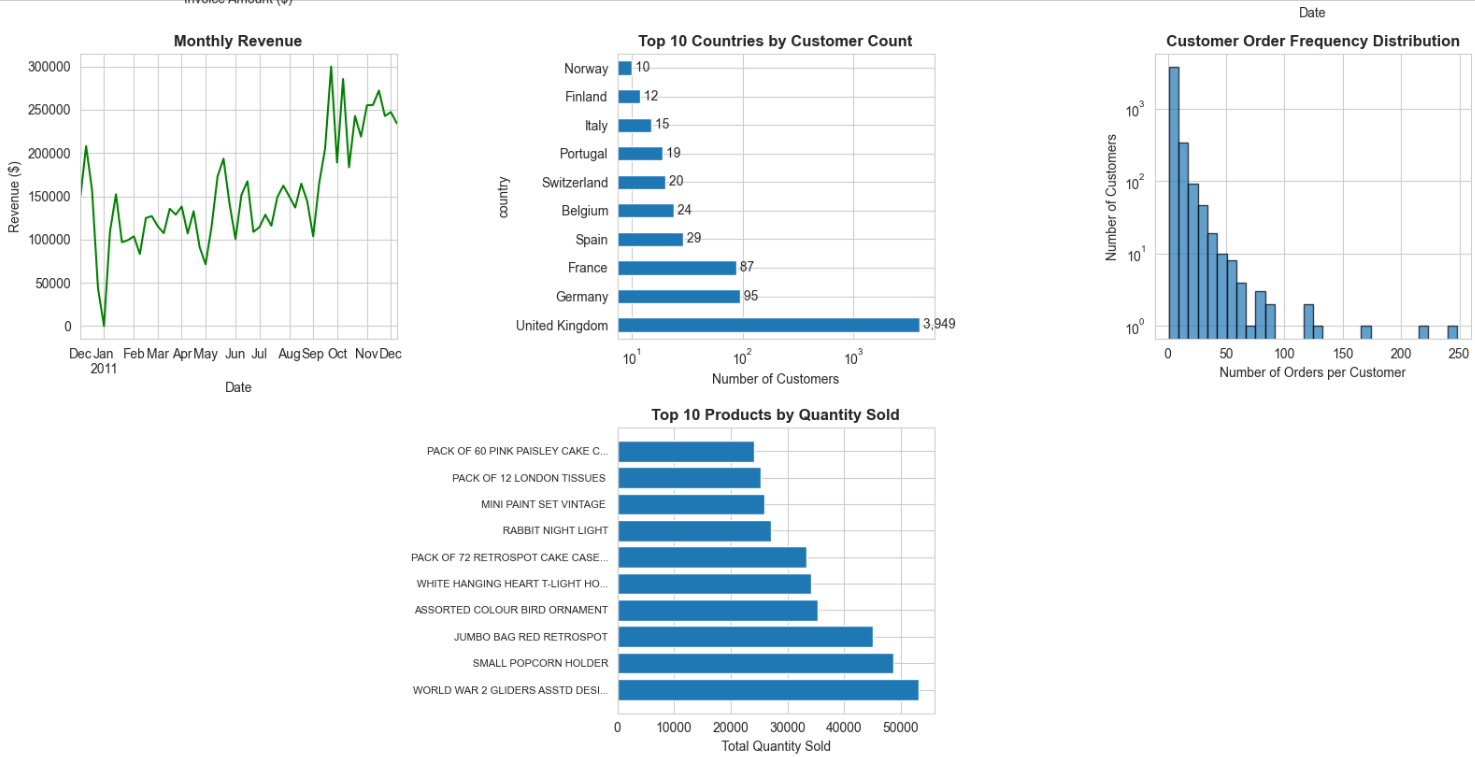 Invoice Amount ($)
Date
Monthly Revenue
Revenue ($)
300000
250000
200000
150000
100000
50000
0
Dec Jan Feb Mar Apr May Jun Jul Aug Sep Oct Nov Dec
2011
Date
Top 10 Countries by Customer Count
country
Norway 10
Finland 12
Italy 15
Portugal 19
Switzerland 20
Belgium 24
Spain 29
France 87
Germany 95
United Kingdom 3,949
10¹ 10² 10³
Number of Customers
Customer Order Frequency Distribution
Number of Customers
10³
10²
10¹
10⁰
0 50 100 150 200 250
Number of Orders per Customer
Top 10 Products by Quantity Sold
PACK OF 60 PINK PAISLEY CAKE C...
PACK OF 12 LONDON TISSUES
MINI PAINT SET VINTAGE
RABBIT NIGHT LIGHT
PACK OF 72 RETROSPOT CAKE CASE...
WHITE HANGING HEART T-LIGHT HO...
ASSORTED COLOUR BIRD ORNAMENT
JUMBO BAG RED RETROSPOT
SMALL POPCORN HOLDER
WORLD WAR 2 GLIDERS ASSTD DESI...
0 10000 20000 30000 40000 50000
Total Quantity Sold